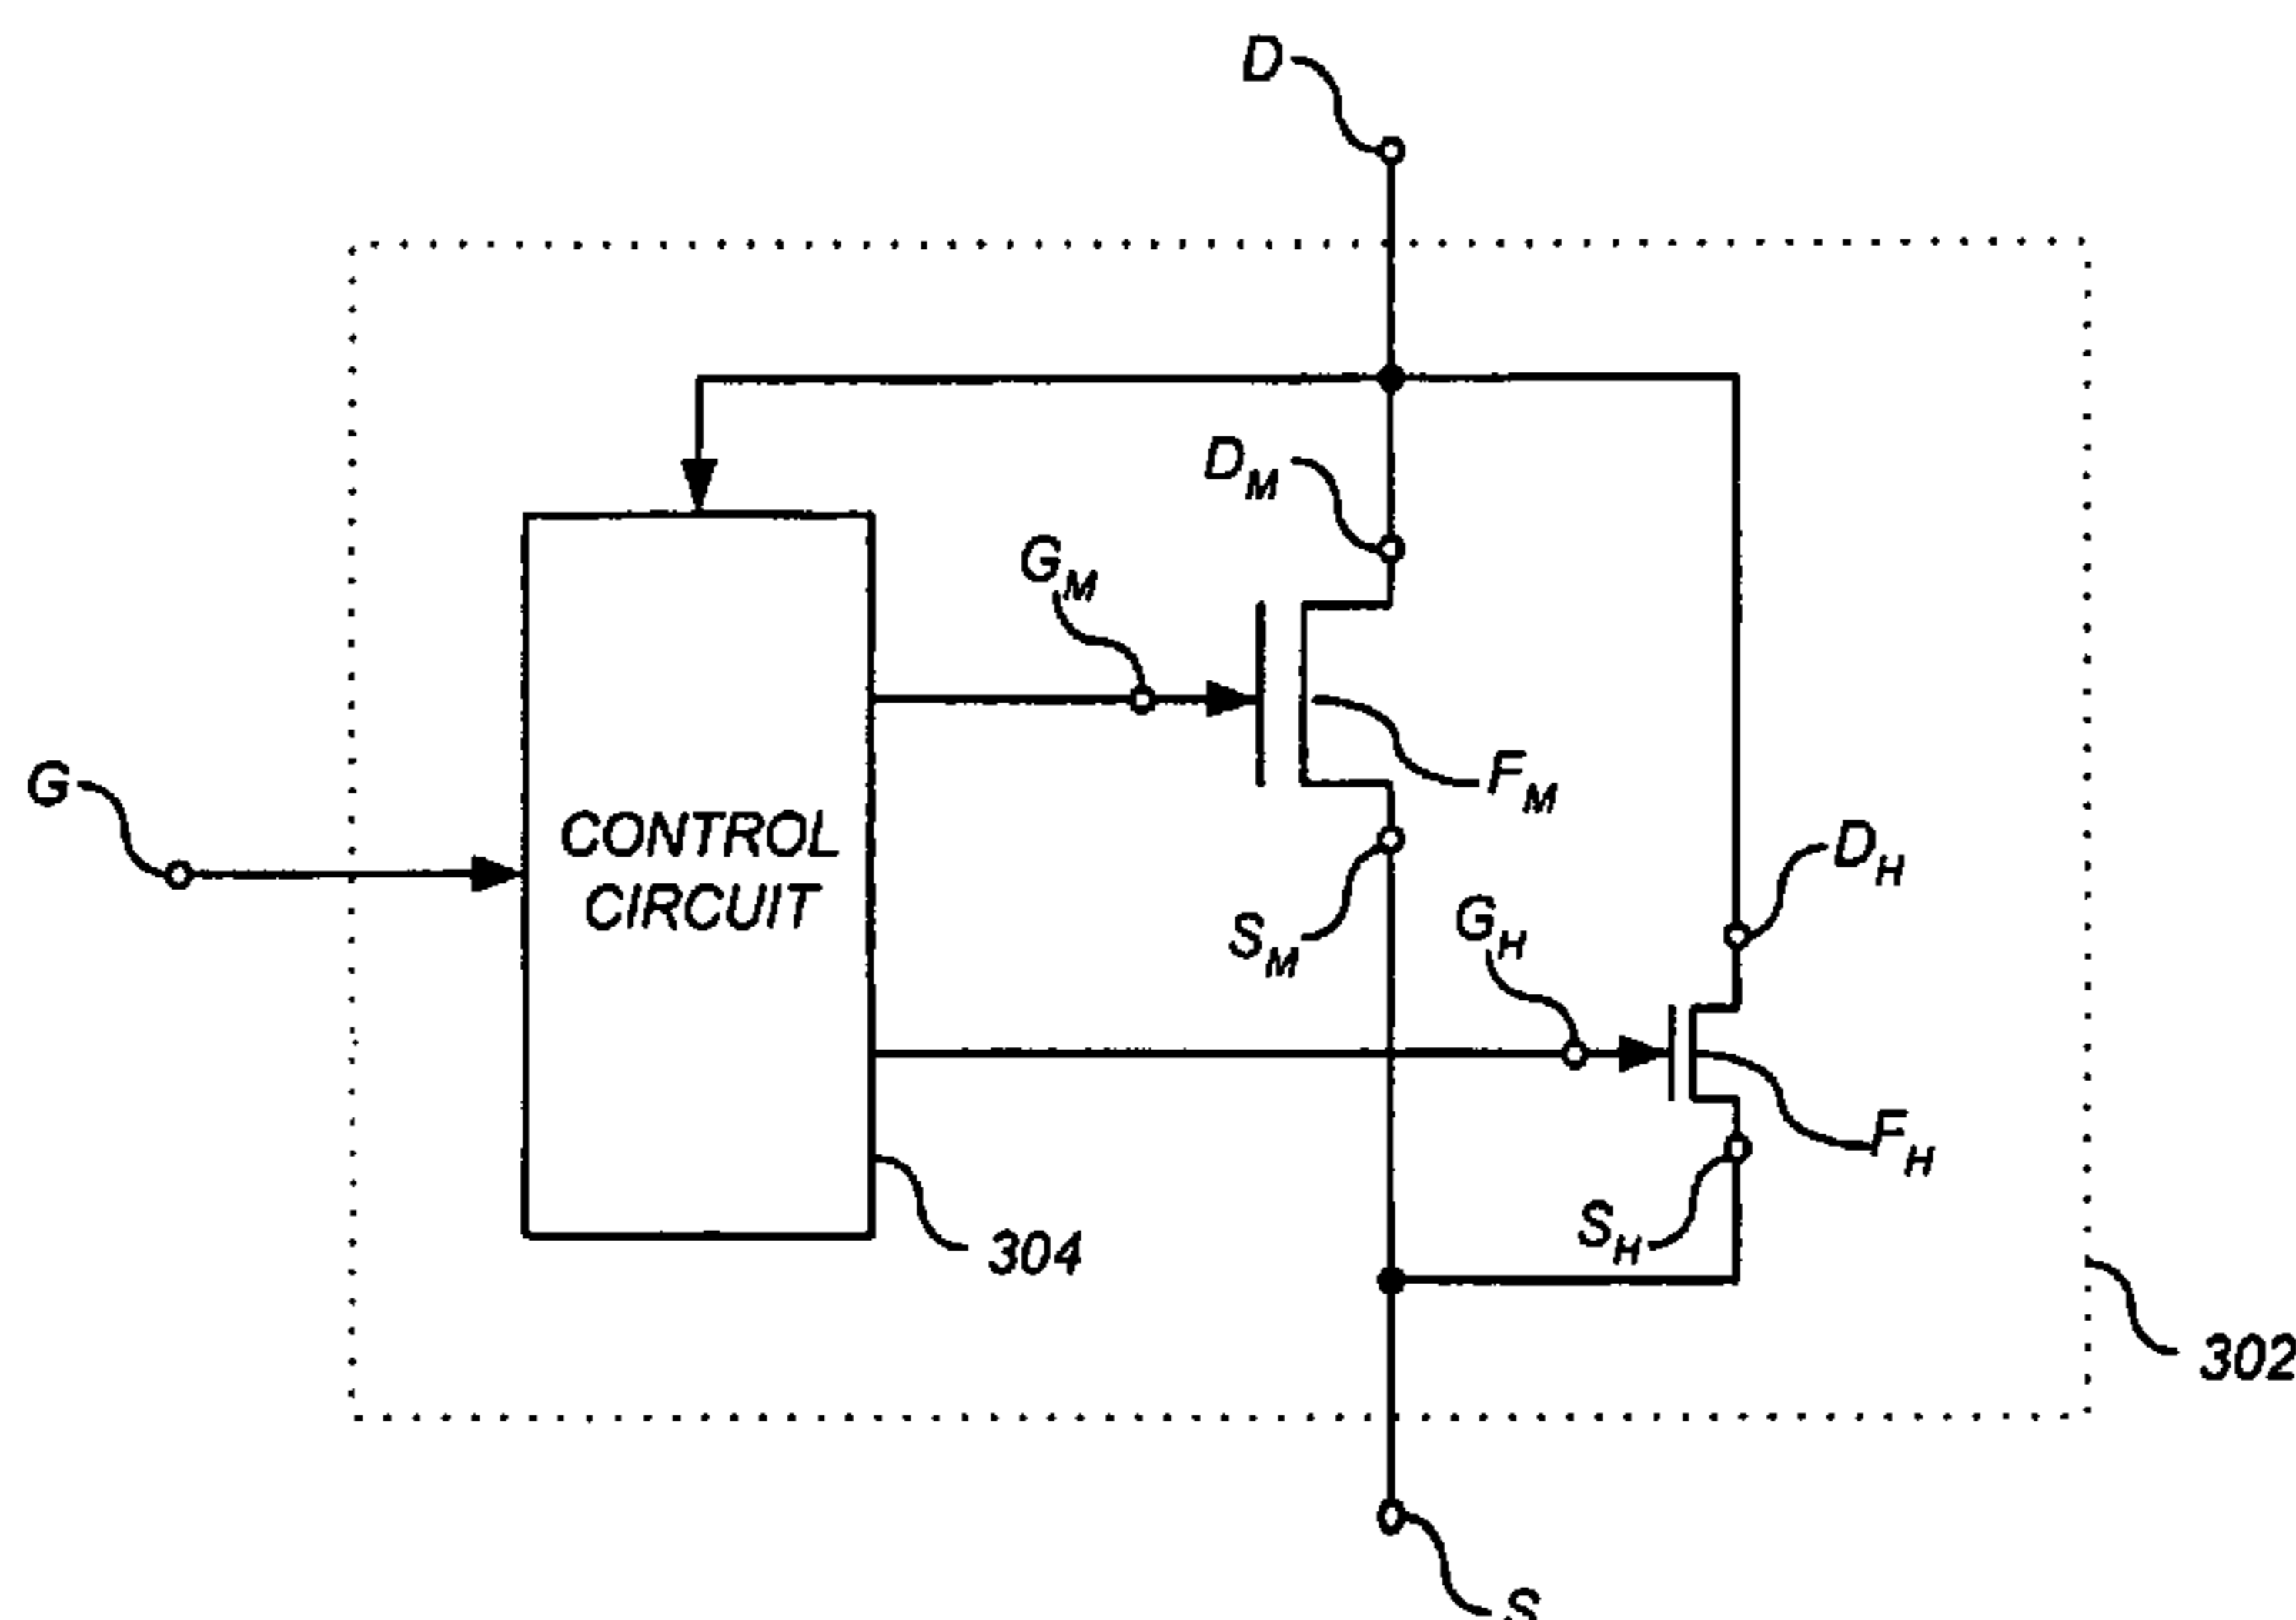 D
D_M
G_M
G
CONTROL
CIRCUIT
F_M
D_H
S_M
G_H
F_H
S_H
304
302
S